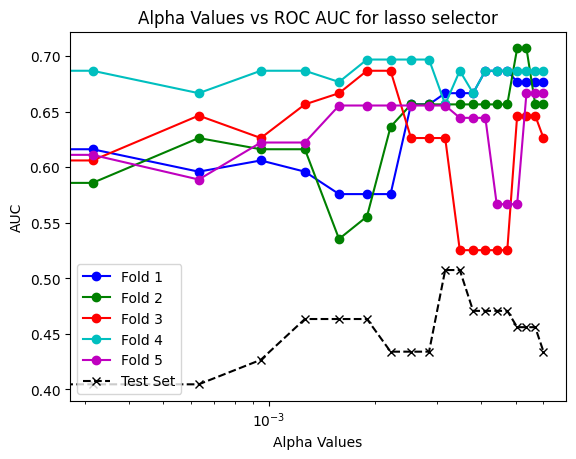 Alpha Values vs ROC AUC for lasso selector
0.70
0.65
0.60
0.55
0.50
0.45
0.40
AUC
Fold 1
Fold 2
Fold 3
Fold 4
Fold 5
Test Set
10⁻³
Alpha Values